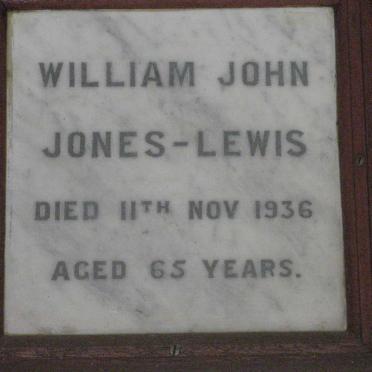 WILLIAM JOHN
JONES-LEWIS
DIED 11TH NOV 1936
AGED 65 YEARS.